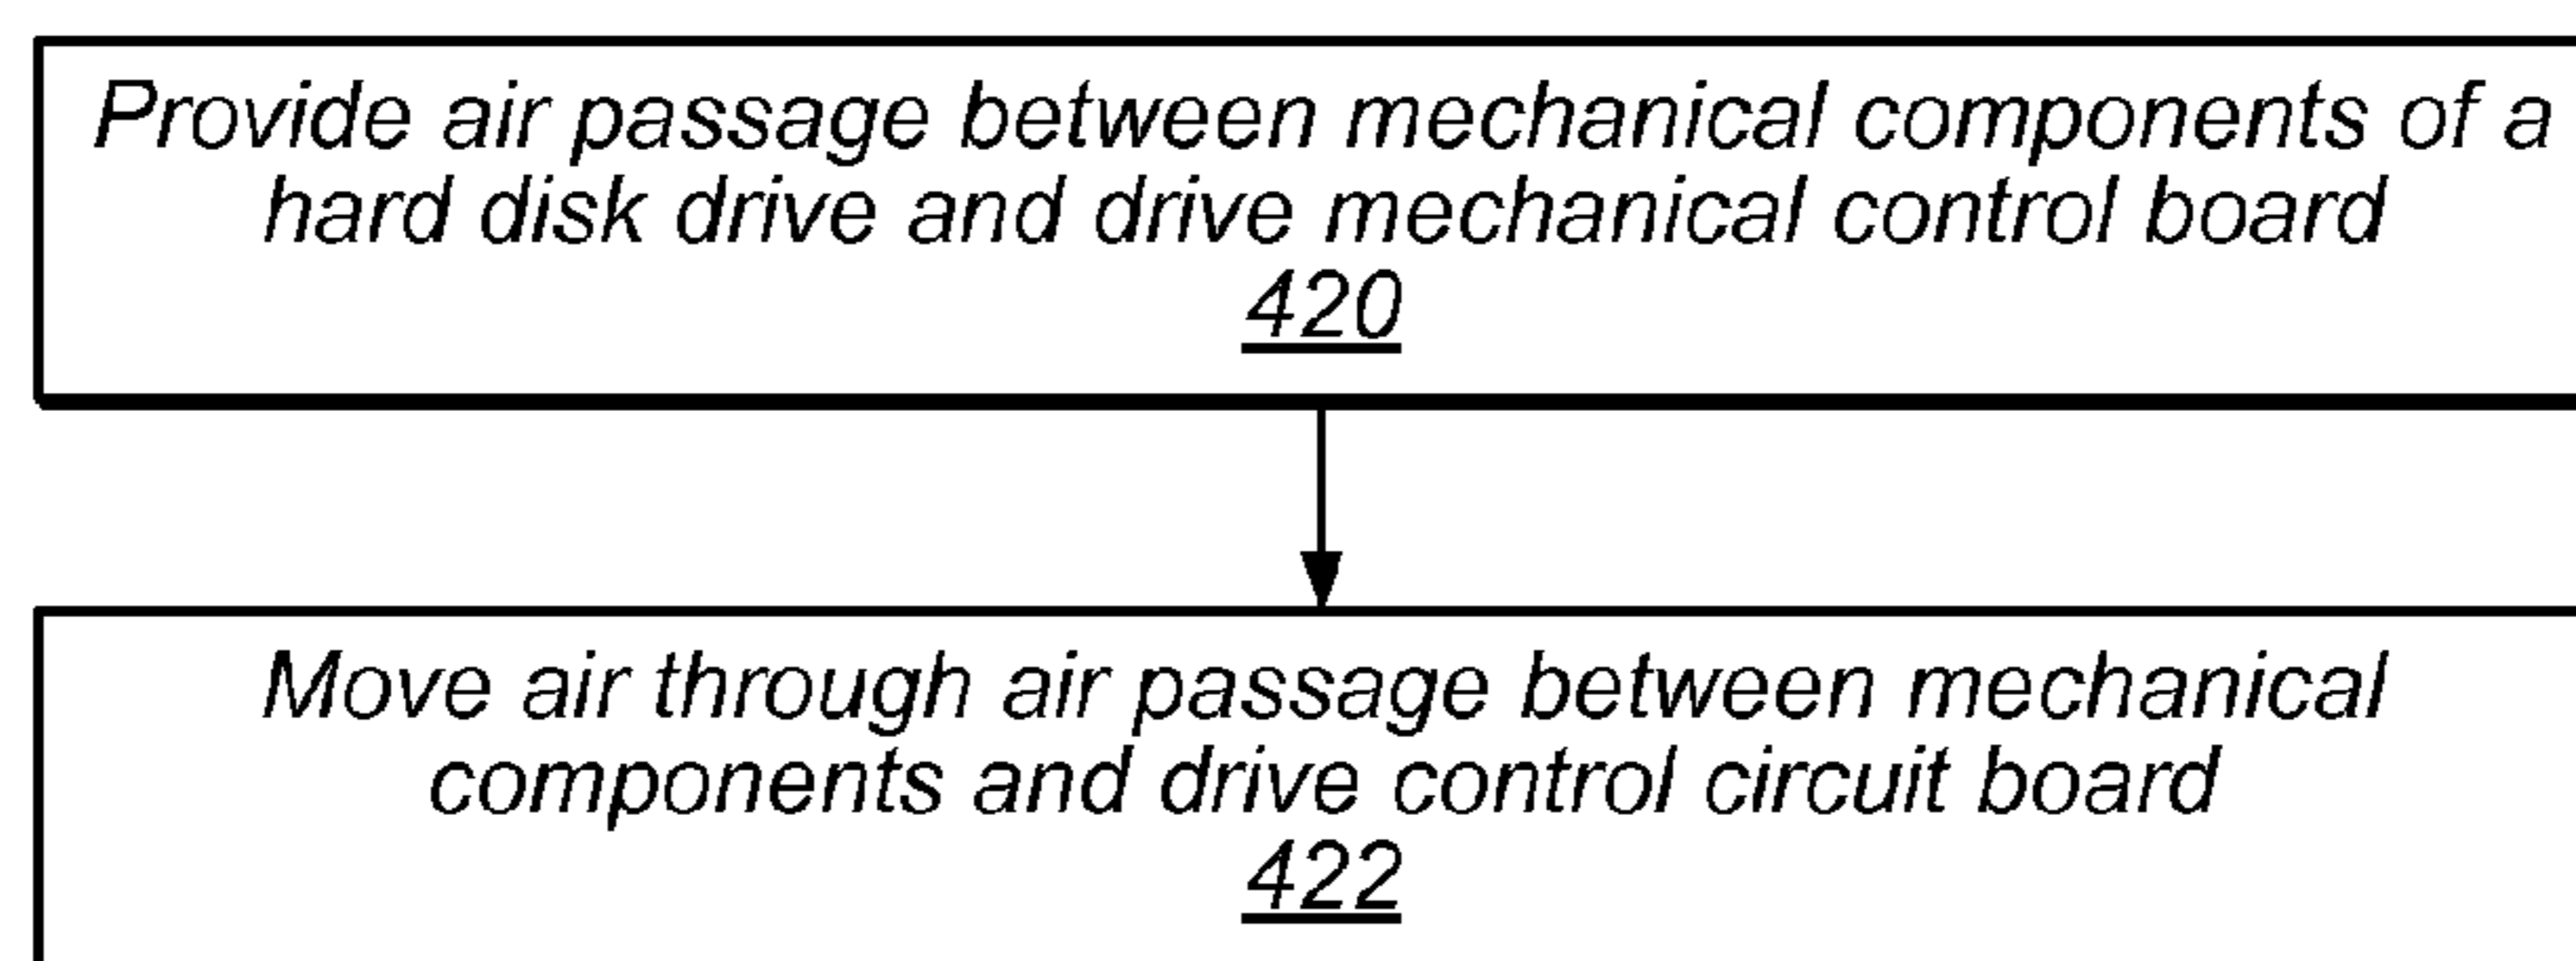 Provide air passage between mechanical components of a
hard disk drive and drive mechanical control board
420
Move air through air passage between mechanical
components and drive control circuit board
422